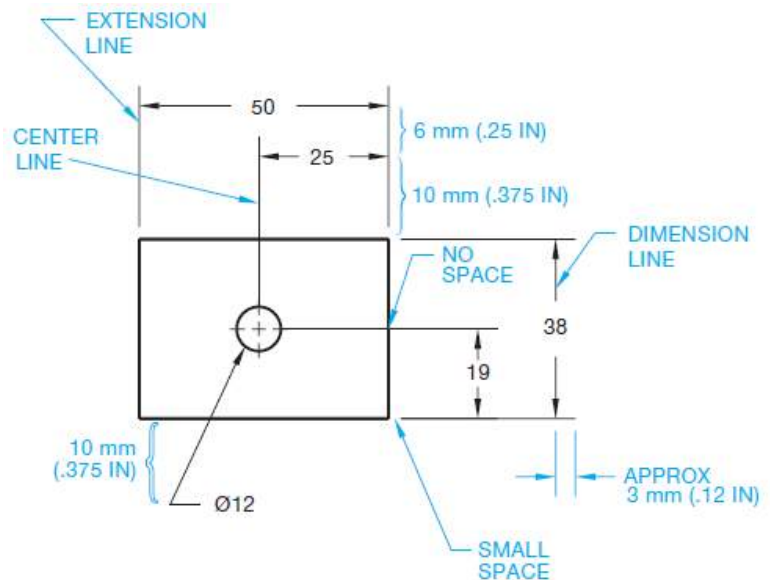 EXTENSION
LINE
50
CENTER
LINE
25
6 mm (.25 IN)
10 mm (.375 IN)
DIMENSION
LINE
NO
SPACE
38
19
10 mm
(.375 IN)
Ø12
APPROX
3 mm (.12 IN)
SMALL
SPACE